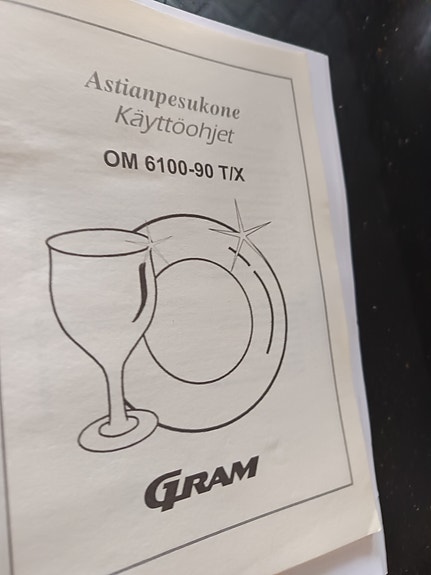 Astianpesukone
Käyttöohjet
OM 6100-90 T/X
GRAM